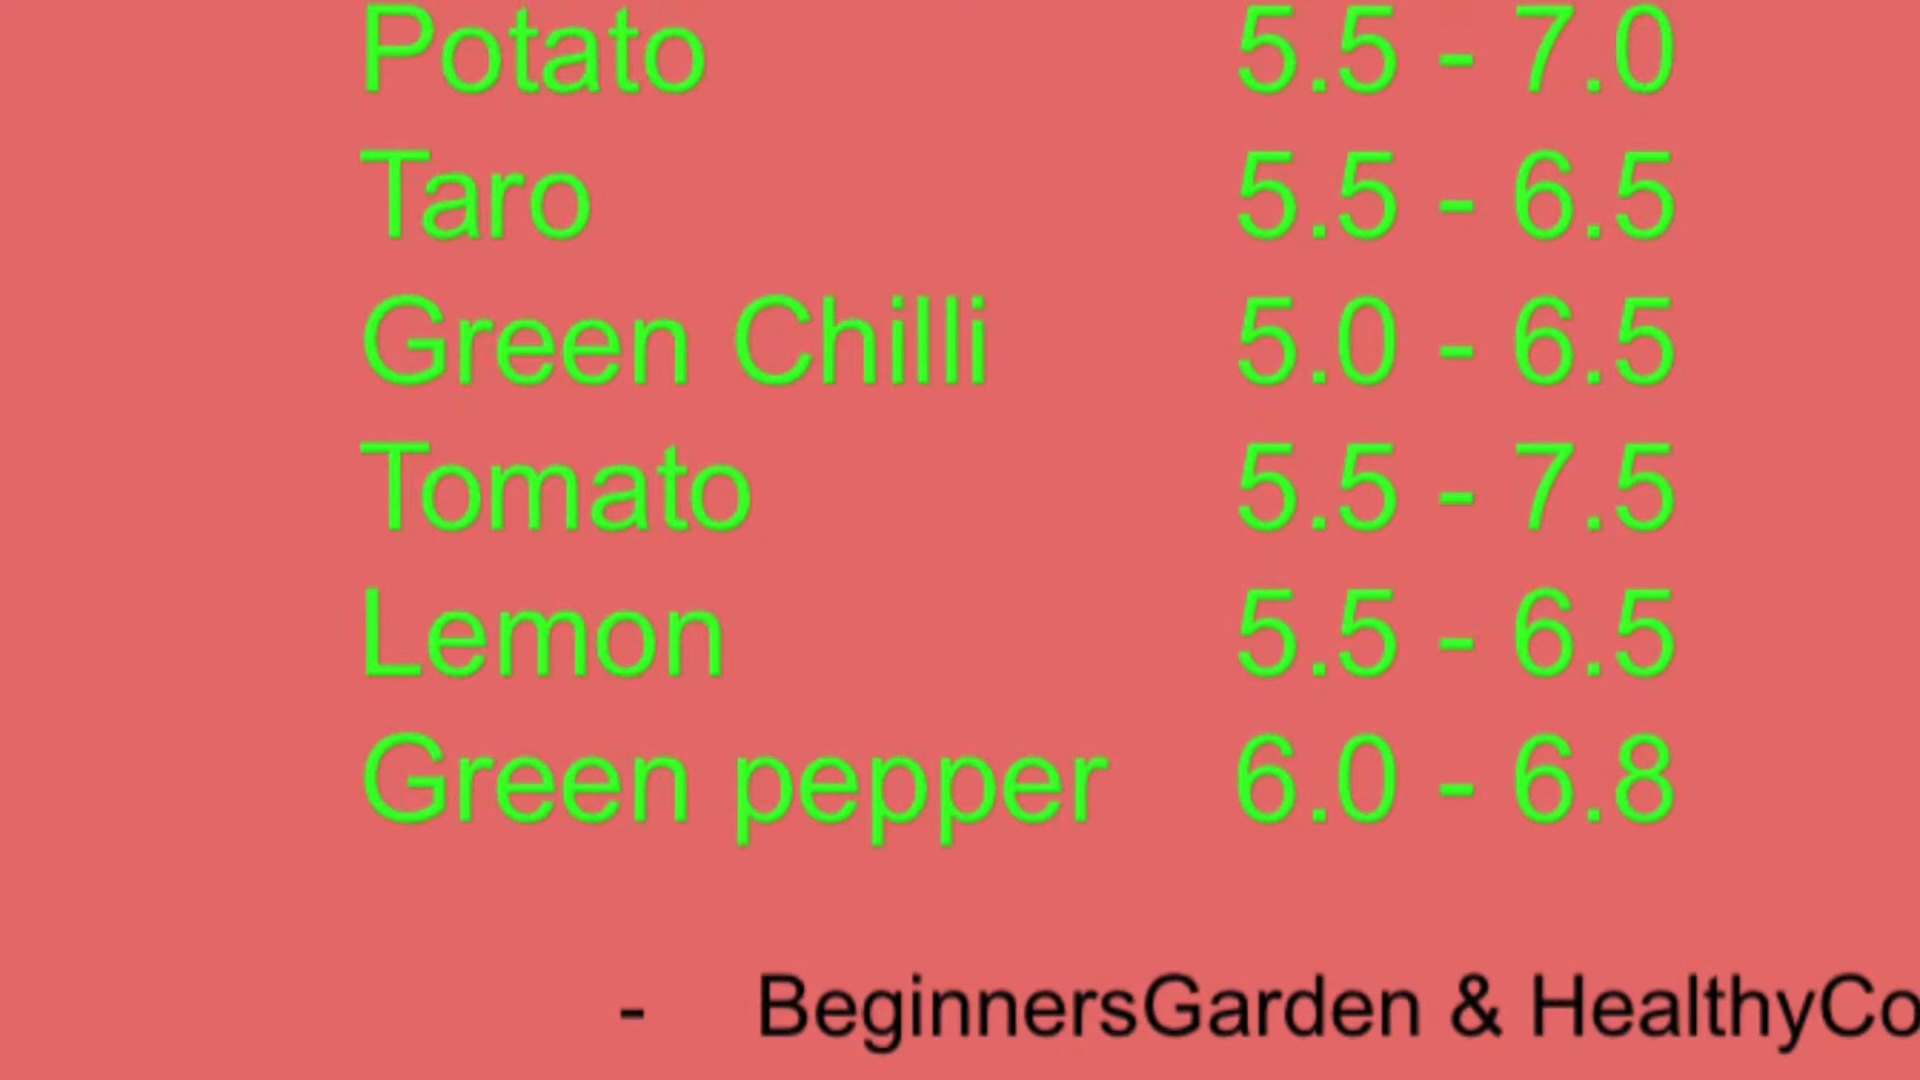 Potato 5.5 - 7.0
Taro 5.5 - 6.5
Green Chilli 5.0 - 6.5
Tomato 5.5 - 7.5
Lemon 5.5 - 6.5
Green pepper 6.0 - 6.8
- BeginnersGarden & HealthyCo